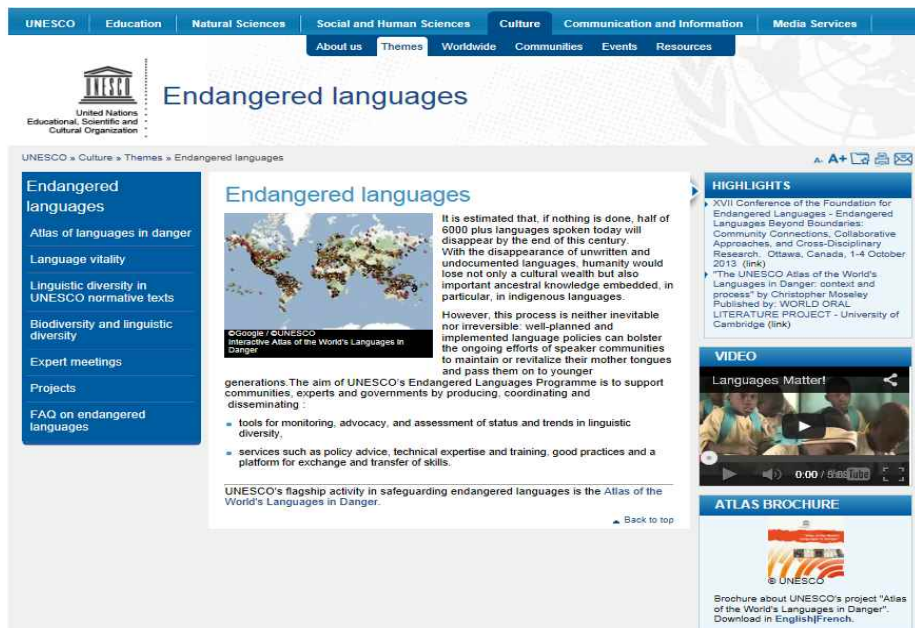 UNESCO Education Natural Sciences Social and Human Sciences Culture Communication and Information Media Services
About us Themes Worldwide Communities Events Resources
UNESCO
United Nations
Educational, Scientific and
Cultural Organization
Endangered languages
UNESCO » Culture » Themes » Endangered languages
A- A+
Endangered
languages
Atlas of languages in danger
Language vitality
Linguistic diversity in
UNESCO normative texts
Biodiversity and linguistic
diversity
Expert meetings
Projects
FAQ on endangered
languages
Endangered languages
©Google / ©UNESCO
Interactive Atlas of the World's Languages in
Danger
It is estimated that, if nothing is done, half of
6000 plus languages spoken today will
disappear by the end of this century.
With the disappearance of unwritten and
undocumented languages, humanity would
lose not only a cultural wealth but also
important ancestral knowledge embedded, in
particular, in indigenous languages.
However, this process is neither inevitable
nor irreversible: well-planned and
implemented language policies can bolster
the ongoing efforts of speaker communities
to maintain or revitalize their mother tongues
and pass them on to younger
generations.The aim of UNESCO's Endangered Languages Programme is to support
communities, experts and governments by producing, coordinating and
disseminating :
tools for monitoring, advocacy, and assessment of status and trends in linguistic
diversity,
services such as policy advice, technical expertise and training, good practices and a
platform for exchange and transfer of skills.
UNESCO's flagship activity in safeguarding endangered languages is the Atlas of the
World's Languages in Danger.
Back to top
HIGHLIGHTS
XVII Conference of the Foundation for
Endangered Languages - Endangered
Languages Beyond Boundaries:
Community Connections, Collaborative
Approaches, and Cross-Disciplinary
Research. Ottawa, Canada, 1-4 October
2013 (link)
"The UNESCO Atlas of the World's
Languages in Danger: context and
process" by Christopher Moseley
Published by: WORLD ORAL
LITERATURE PROJECT - University of
Cambridge (link)
VIDEO
Languages Matter!
0:00 /
ATLAS BROCHURE
© UNESCO
Brochure about UNESCO's project "Atlas
of the World's Languages in Danger".
Download in English|French.